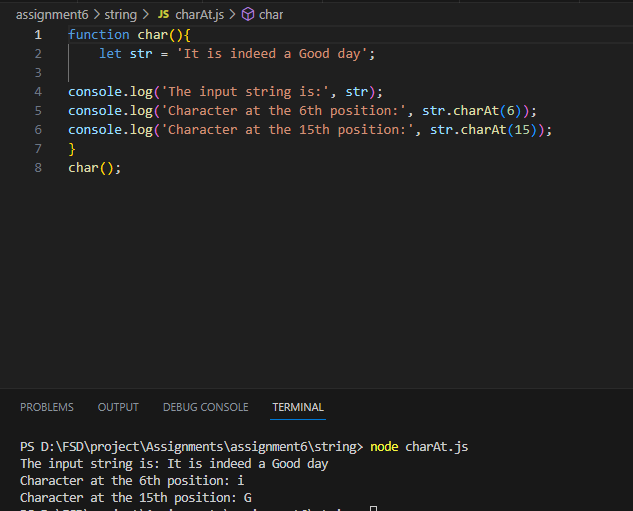 assignment6 > string > JS charAt.js > char
1 function char(){
2     let str = 'It is indeed a Good day';
3
4 console.log('The input string is:', str);
5 console.log('Character at the 6th position:', str.charAt(6));
6 console.log('Character at the 15th position:', str.charAt(15));
7 }
8 char();
PROBLEMS OUTPUT DEBUG CONSOLE TERMINAL
PS D:\FSD\project\Assignments\assignment6\string> node charAt.js
The input string is: It is indeed a Good day
Character at the 6th position: i
Character at the 15th position: G